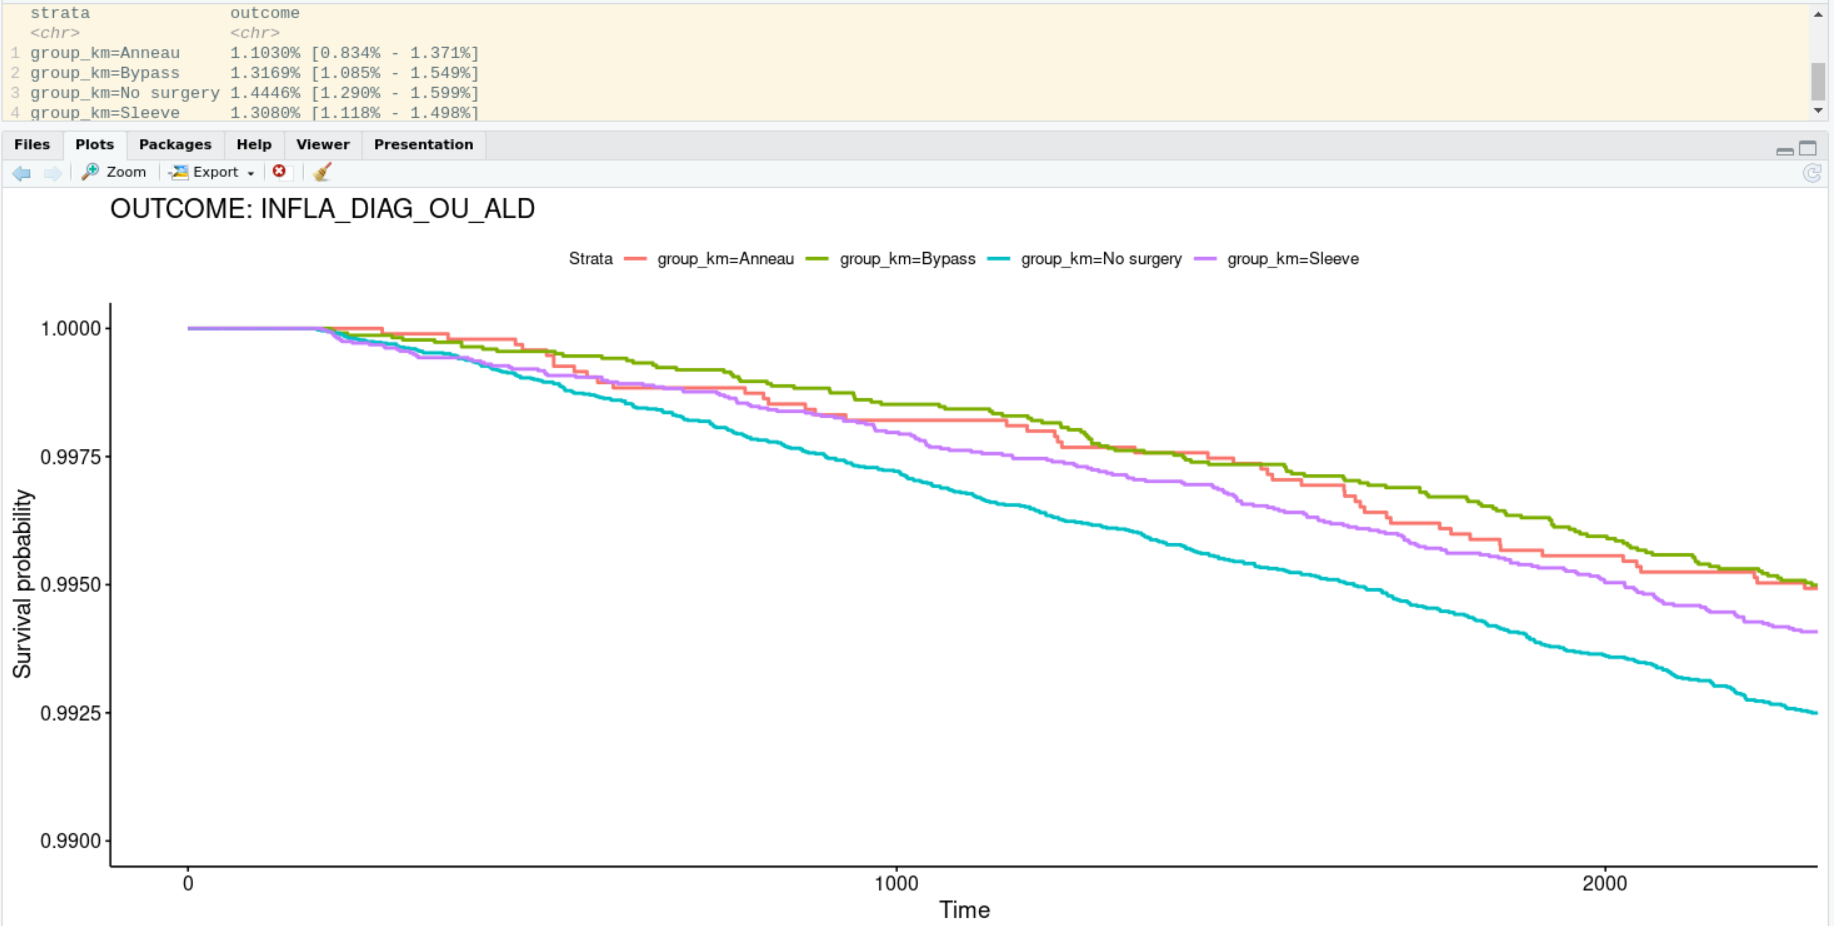 strata outcome
<chr> <chr>
1 group_km=Anneau 1.1030% [0.834% - 1.371%]
2 group_km=Bypass 1.3169% [1.085% - 1.549%]
3 group_km=No surgery 1.4446% [1.290% - 1.599%]
4 group_km=Sleeve 1.3080% [1.118% - 1.498%]
Files Plots Packages Help Viewer Presentation
Zoom Export
OUTCOME: INFLA_DIAG_OU_ALD
Strata group_km=Anneau group_km=Bypass group_km=No surgery group_km=Sleeve
1.0000
0.9975
0.9950
0.9925
0.9900
Survival probability
0 1000 2000
Time